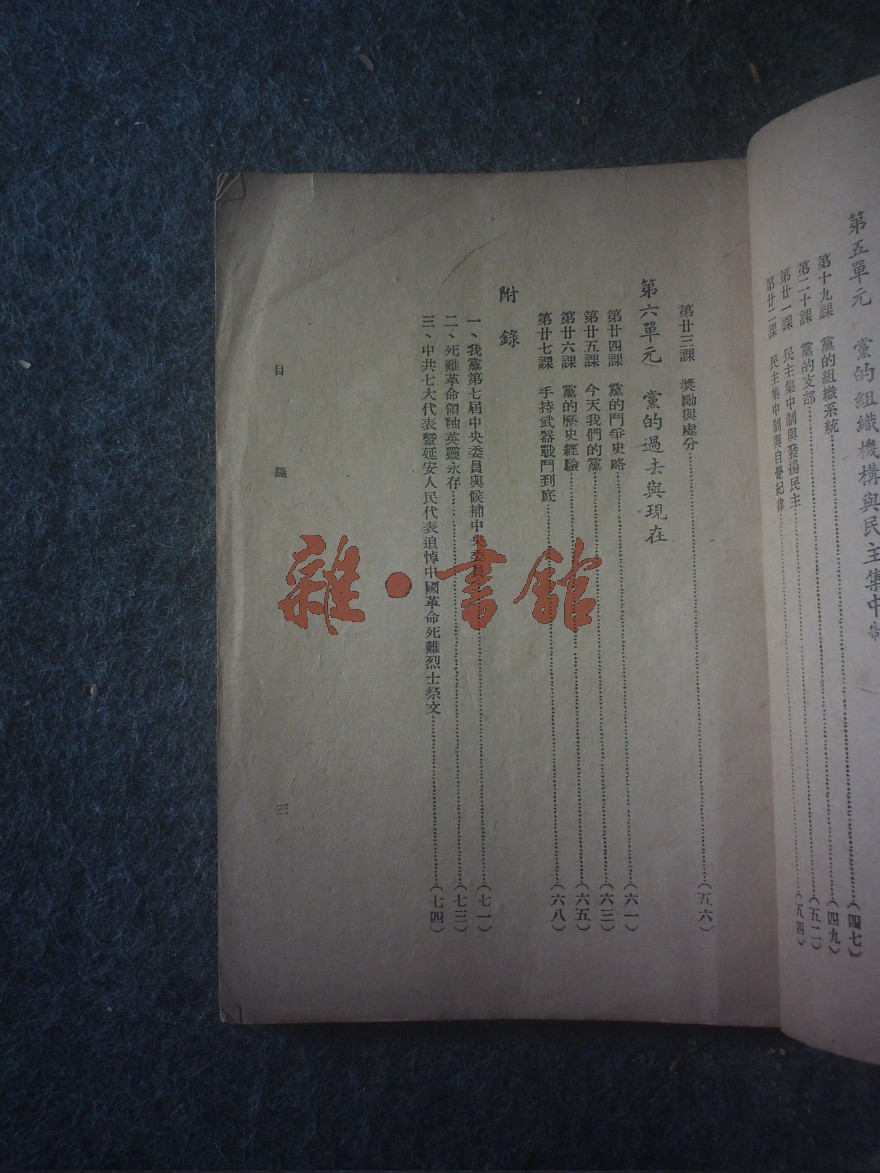 第五單元 黨的組織機構與民主集中制
第十九課 黨的組織系統……(四七)
第二十課 黨的支部……(四九)
第廿一課 民主集中制與發揚民主……(五二)
第廿二課 民主集中制與自覺紀律……(五四)
第廿三課 獎勵與處分……(五六)
第六單元 黨的過去與現在
第廿四課 黨的鬥爭史略……(六一)
第廿五課 今天我們的黨……(六三)
第廿六課 黨的歷史經驗……(六五)
第廿七課 手持武器戰鬥到底……(六八)
附錄
一、我黨第七屆中央委員與候補中央委員……(七一)
二、死難革命領袖英靈永存……(七三)
三、中共七大代表暨延安人民代表追悼中國革命死難烈士祭文……(七四)
目錄 三
雜·書館